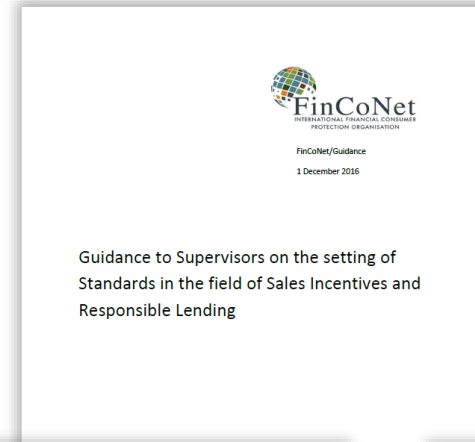 FinCoNet
INTERNATIONAL FINANCIAL CONSUMER
PROTECTION ORGANISATION
FinCoNet/Guidance
1 December 2016
Guidance to Supervisors on the setting of
Standards in the field of Sales Incentives and
Responsible Lending